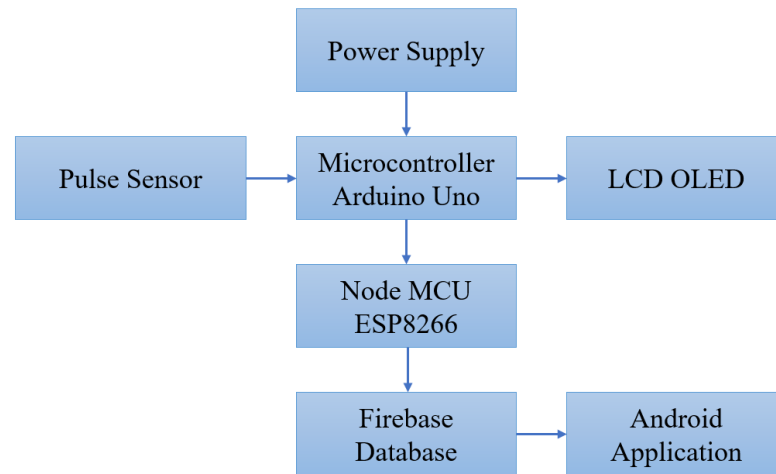 Power Supply
Pulse Sensor
Microcontroller
Arduino Uno
LCD OLED
Node MCU
ESP8266
Firebase
Database
Android
Application